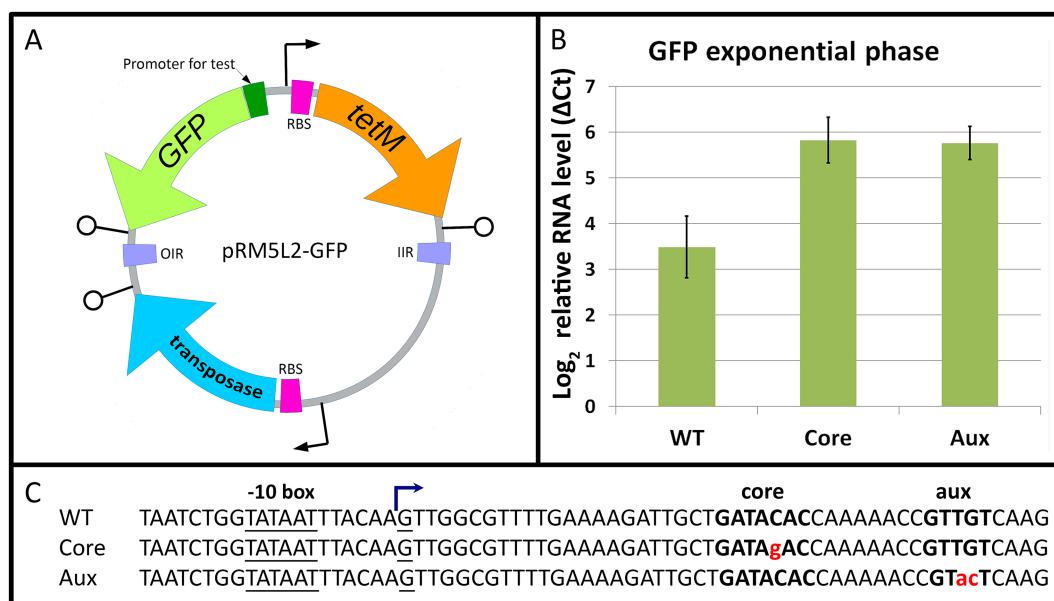 A
Promoter for test
GFP
RBS
tetM
OIR
pRM5L2-GFP
IIR
transposase
RBS
B
GFP exponential phase
Log2 relative RNA level (ΔCt)
7
6
5
4
3
2
1
0
WT Core Aux
C
-10 box core aux
WT TAATCTGGTATAATTTACAAGTTGGCGTTTTGAAAAGATTGCTGATACACCAAAAACCGTTGTCAAG
Core TAATCTGGTATAATTTACAAGTTGGCGTTTTGAAAAGATTGCTGATAgACCAAAAACCGTTGTCAAG
Aux TAATCTGGTATAATTTACAAGTTGGCGTTTTGAAAAGATTGCTGATACACCAAAAACCGTacTCAAG